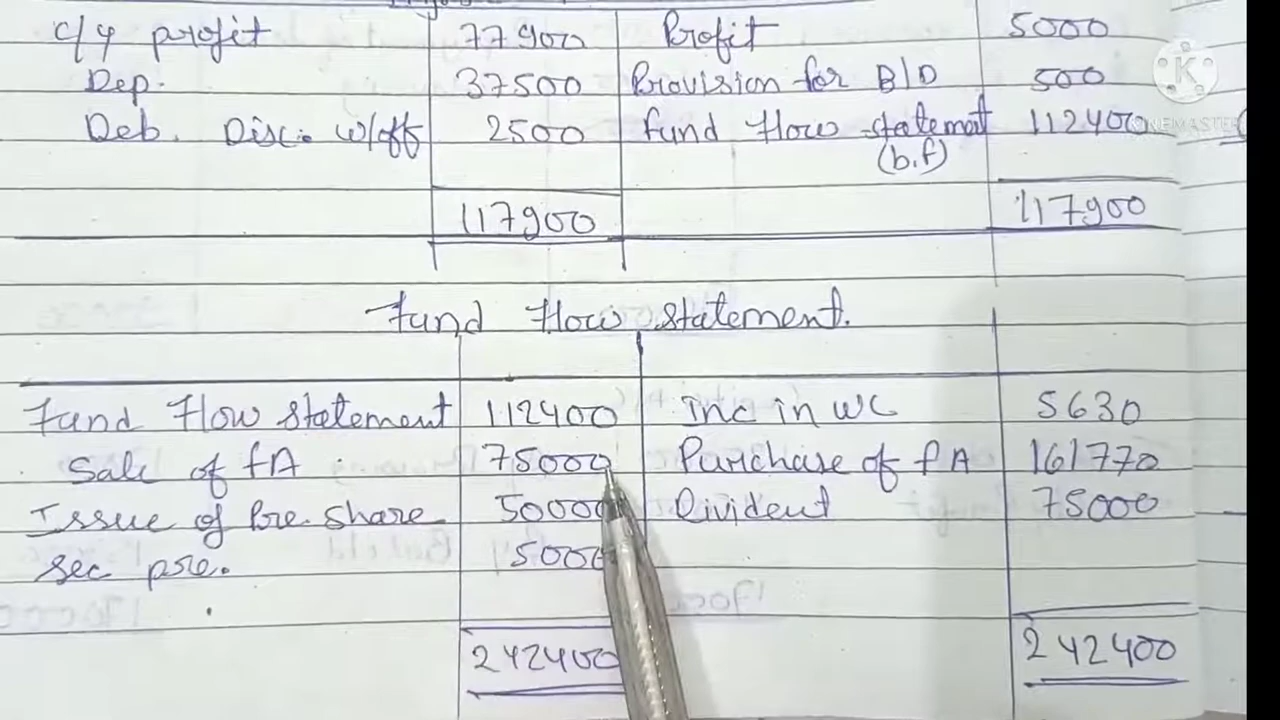 C/y profit 77900 Profit 5000
Dep. 37500 Provision for B/D 500
Deb. Disc. w/off 2500 fund flow statement 112400
(b.f)
117900 117900
Fund Flow statement.
Fund Flow statement 112400 Inc in WC 5630
Sale of fA 75000 Purchase of f A 161770
Issue of Pre. Share 50000 Divident 75000
sec pre. 5000
242400 242400
KINEMASTER